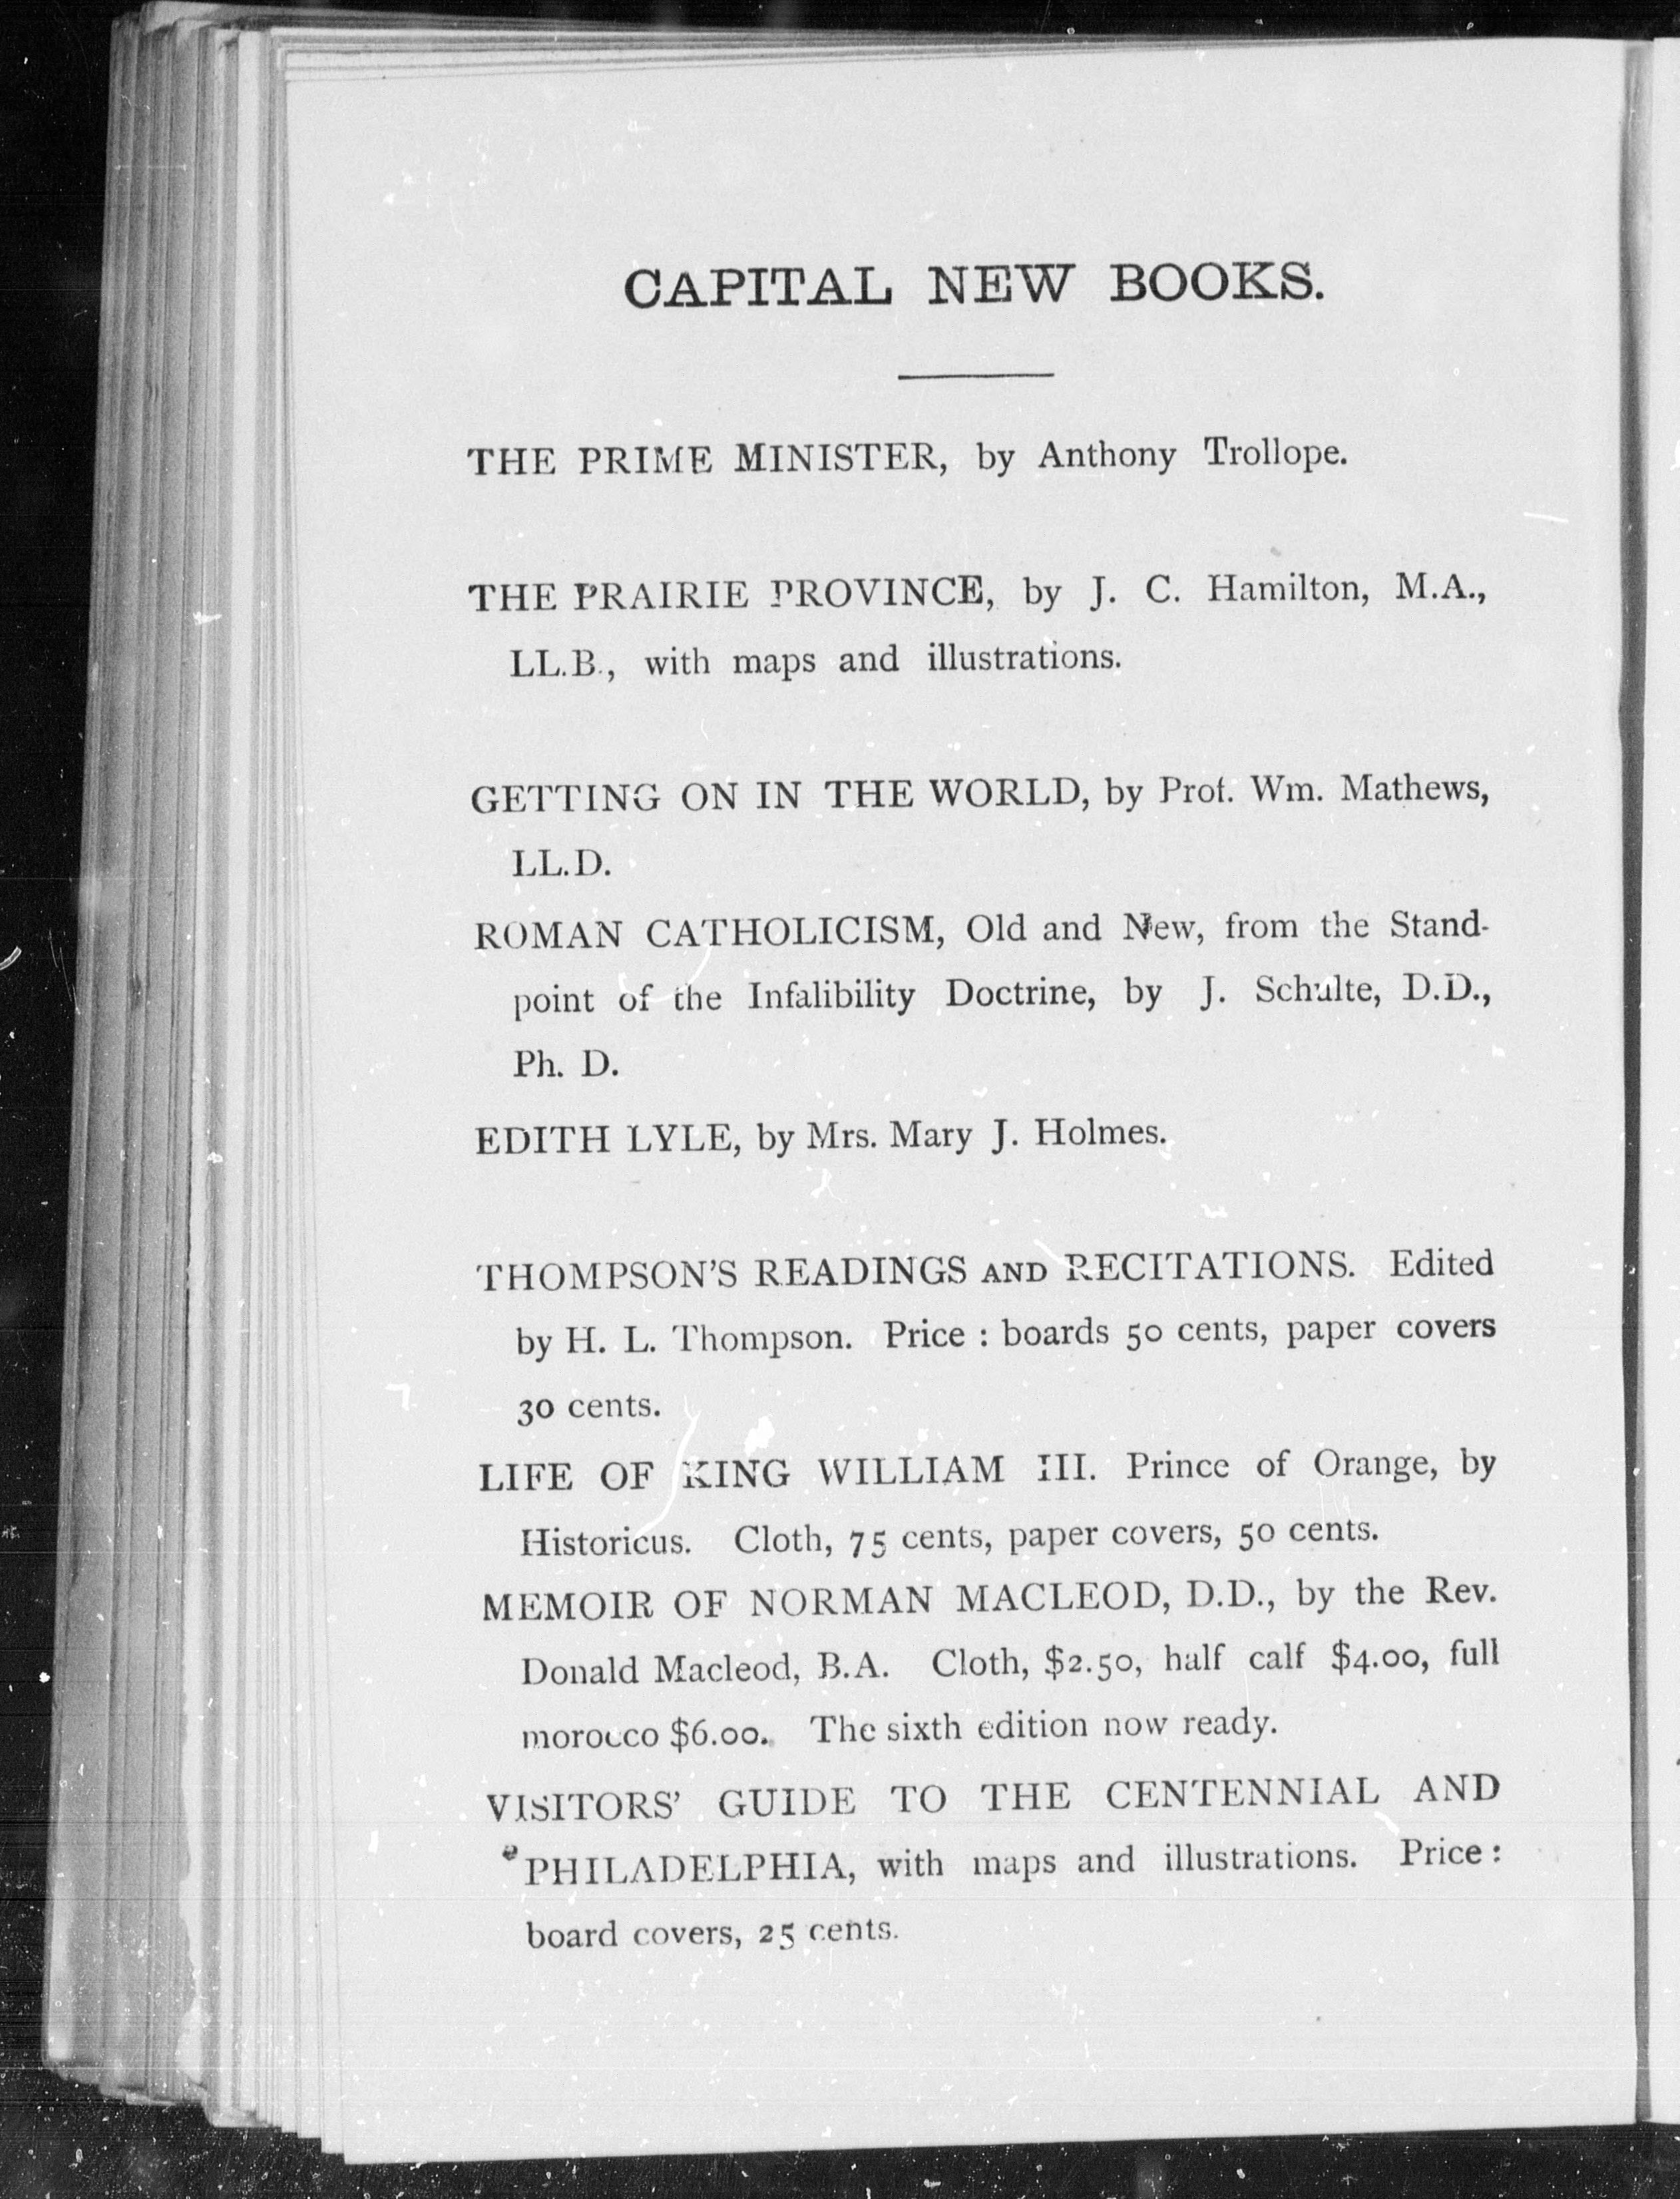 CAPITAL NEW BOOKS.
THE PRIME MINISTER, by Anthony Trollope.
THE PRAIRIE PROVINCE, by J. C. Hamilton, M.A.,
LL.B., with maps and illustrations.
GETTING ON IN THE WORLD, by Prof. Wm. Mathews,
LL.D.
ROMAN CATHOLICISM, Old and New, from the Stand-
point of the Infalibility Doctrine, by J. Schulte, D.D.,
Ph. D.
EDITH LYLE, by Mrs. Mary J. Holmes.
THOMPSON'S READINGS AND RECITATIONS. Edited
by H. L. Thompson. Price : boards 50 cents, paper covers
30 cents.
LIFE OF KING WILLIAM III. Prince of Orange, by
Historicus. Cloth, 75 cents, paper covers, 50 cents.
MEMOIR OF NORMAN MACLEOD, D.D., by the Rev.
Donald Macleod, B.A. Cloth, $2.50, half calf $4.00, full
morocco $6.00. The sixth edition now ready.
VISITORS' GUIDE TO THE CENTENNIAL AND
PHILADELPHIA, with maps and illustrations. Price :
board covers, 25 cents.